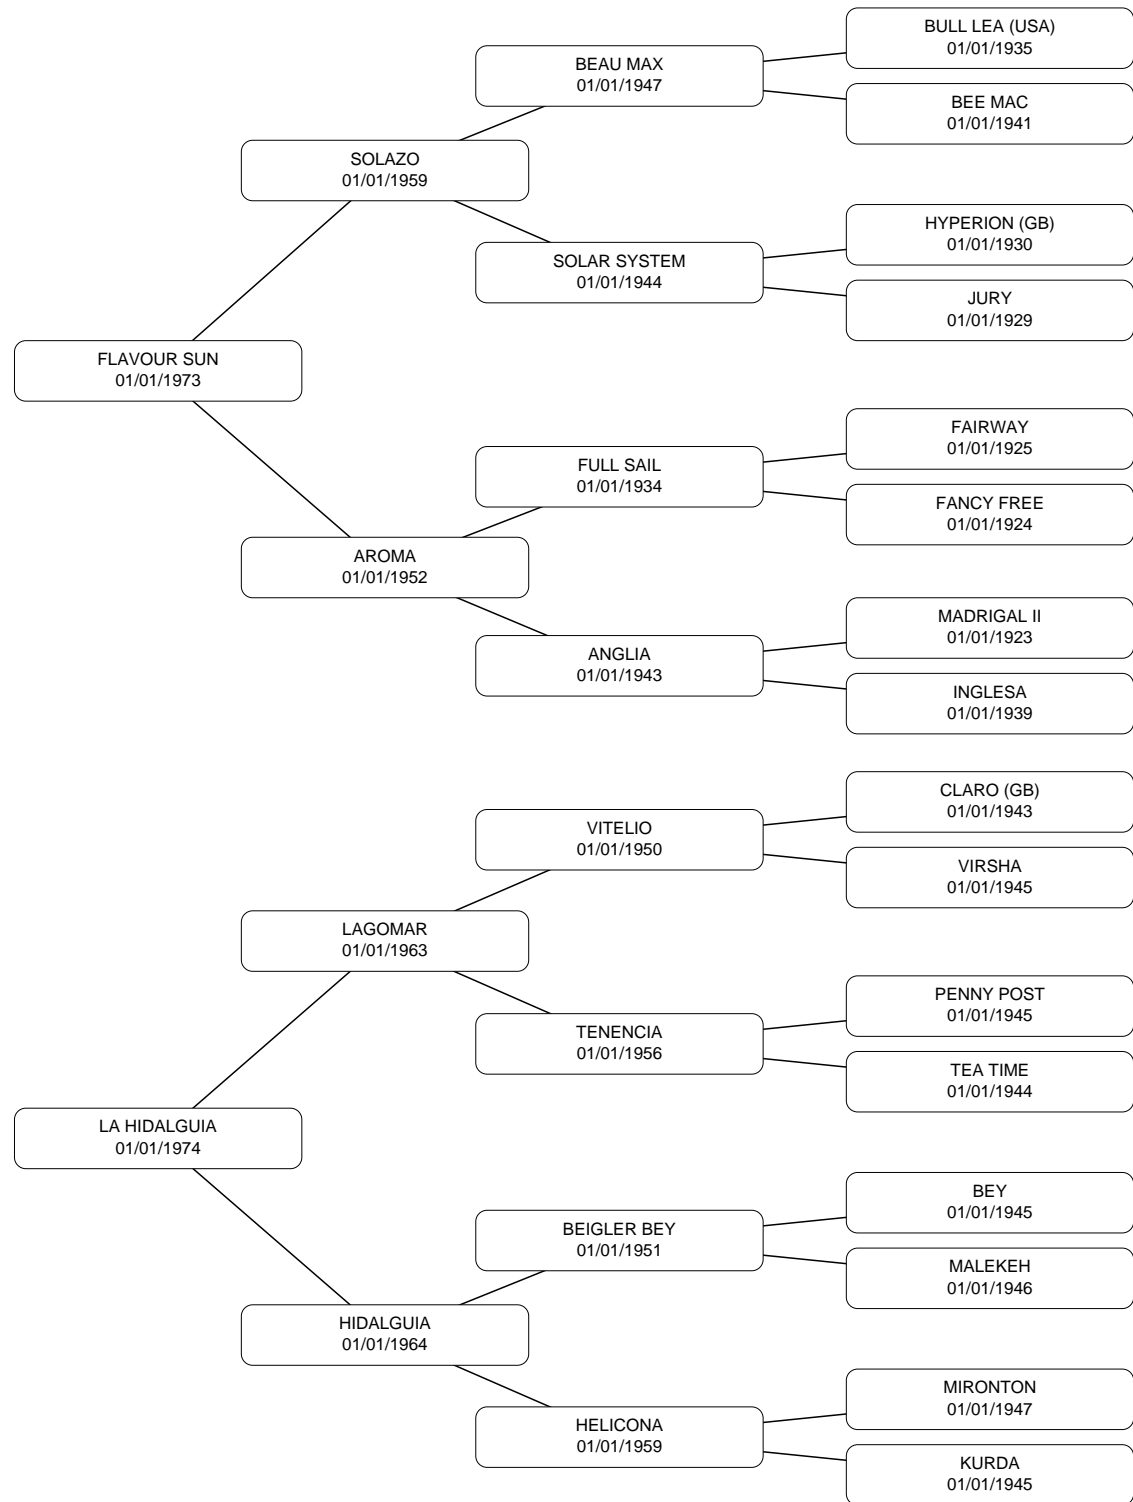 BULL LEA (USA)
01/01/1935
BEAU MAX
01/01/1947
BEE MAC
01/01/1941
SOLAZO
01/01/1959
HYPERION (GB)
01/01/1930
SOLAR SYSTEM
01/01/1944
JURY
01/01/1929
FLAVOUR SUN
01/01/1973
FAIRWAY
01/01/1925
FULL SAIL
01/01/1934
FANCY FREE
01/01/1924
AROMA
01/01/1952
MADRIGAL II
01/01/1923
ANGLIA
01/01/1943
INGLESA
01/01/1939
CLARO (GB)
01/01/1943
VITELIO
01/01/1950
VIRSHA
01/01/1945
LAGOMAR
01/01/1963
PENNY POST
01/01/1945
TENENCIA
01/01/1956
TEA TIME
01/01/1944
LA HIDALGUIA
01/01/1974
BEY
01/01/1945
BEIGLER BEY
01/01/1951
MALEKEH
01/01/1946
HIDALGUIA
01/01/1964
MIRONTON
01/01/1947
HELICONA
01/01/1959
KURDA
01/01/1945